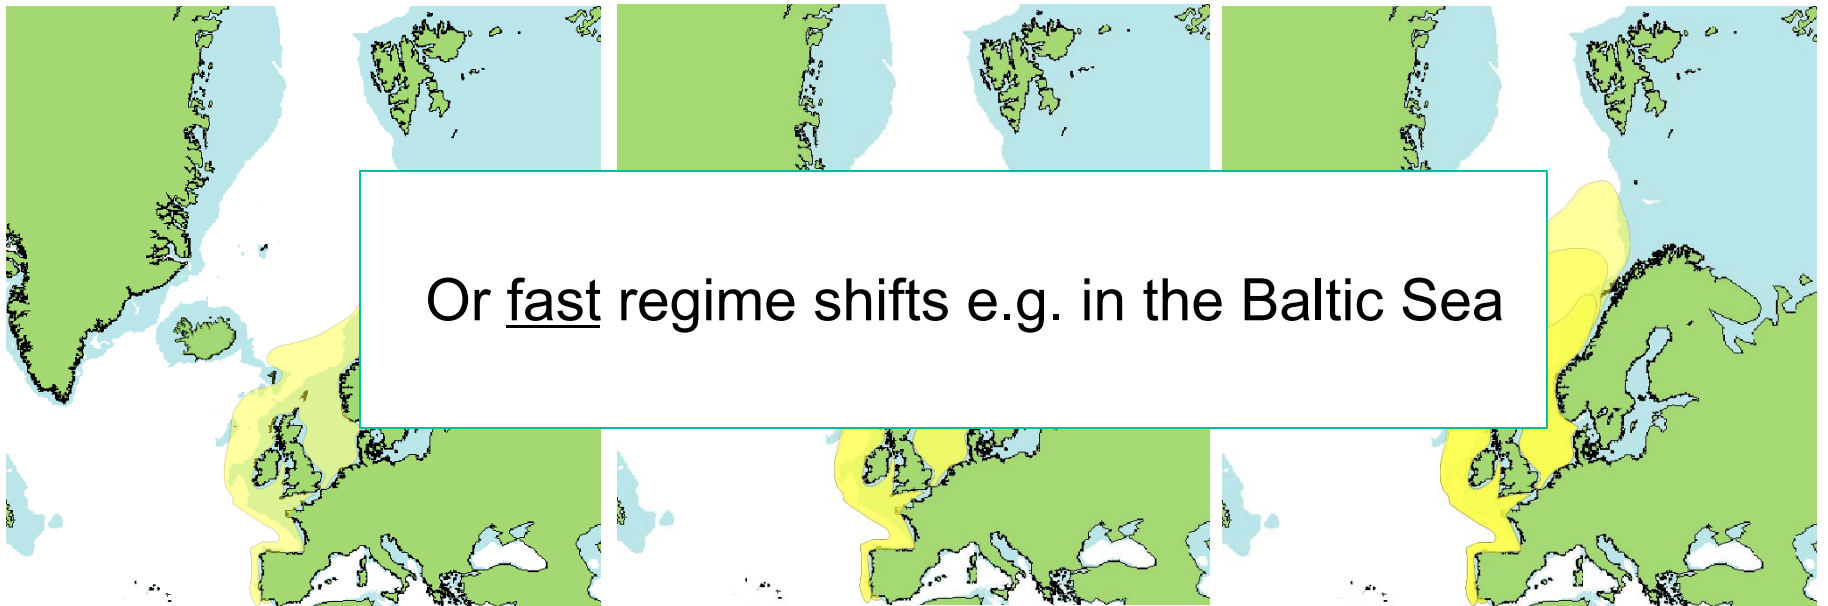 Or fast regime shifts e.g. in the Baltic Sea